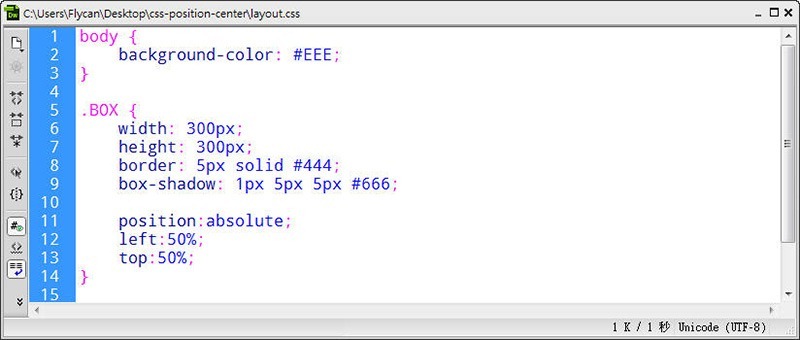 Dw C:\Users\Flycan\Desktop\css-position-center\layout.css
1 body {
2     background-color: #EEE;
3 }
4
5 .BOX {
6     width: 300px;
7     height: 300px;
8     border: 5px solid #444;
9     box-shadow: 1px 5px 5px #666;
10
11     position:absolute;
12     left:50%;
13     top:50%;
14 }
15
1 K / 1 秒 Unicode (UTF-8)